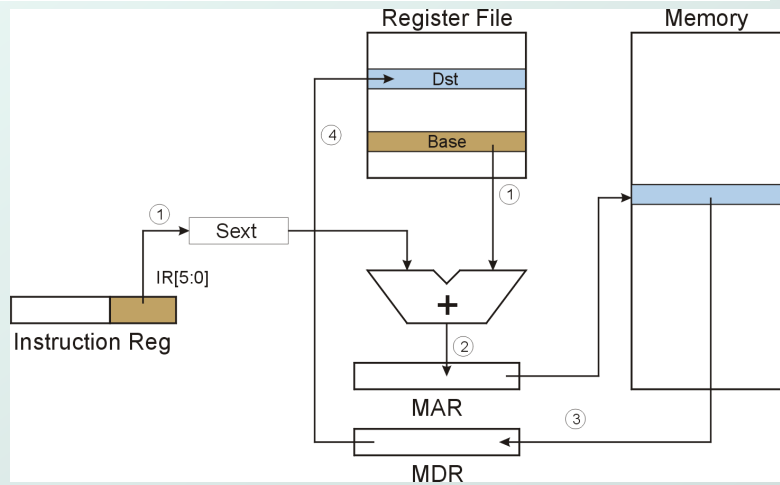 Register File
Memory
Dst
④
Base
①
①
Sext
IR[5:0]
+
Instruction Reg
②
MAR
③
MDR